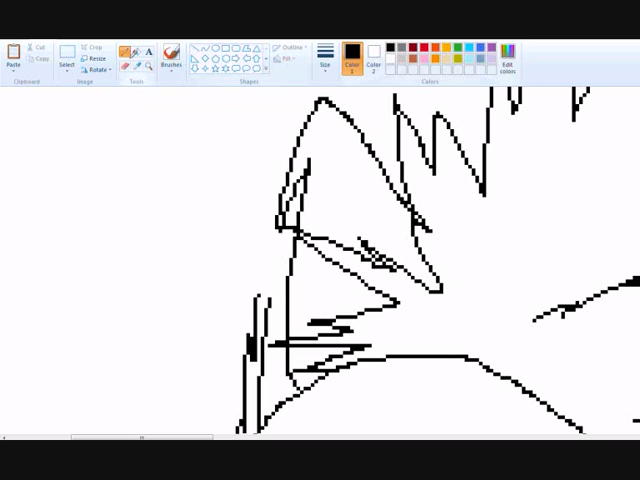 Cut
Copy
Paste
Clipboard
Crop
Resize
Rotate
Select
Image
A
Tools
Brushes
Outline
Fill
Shapes
Size
Color
1
Color
2
Edit
colors
Colors